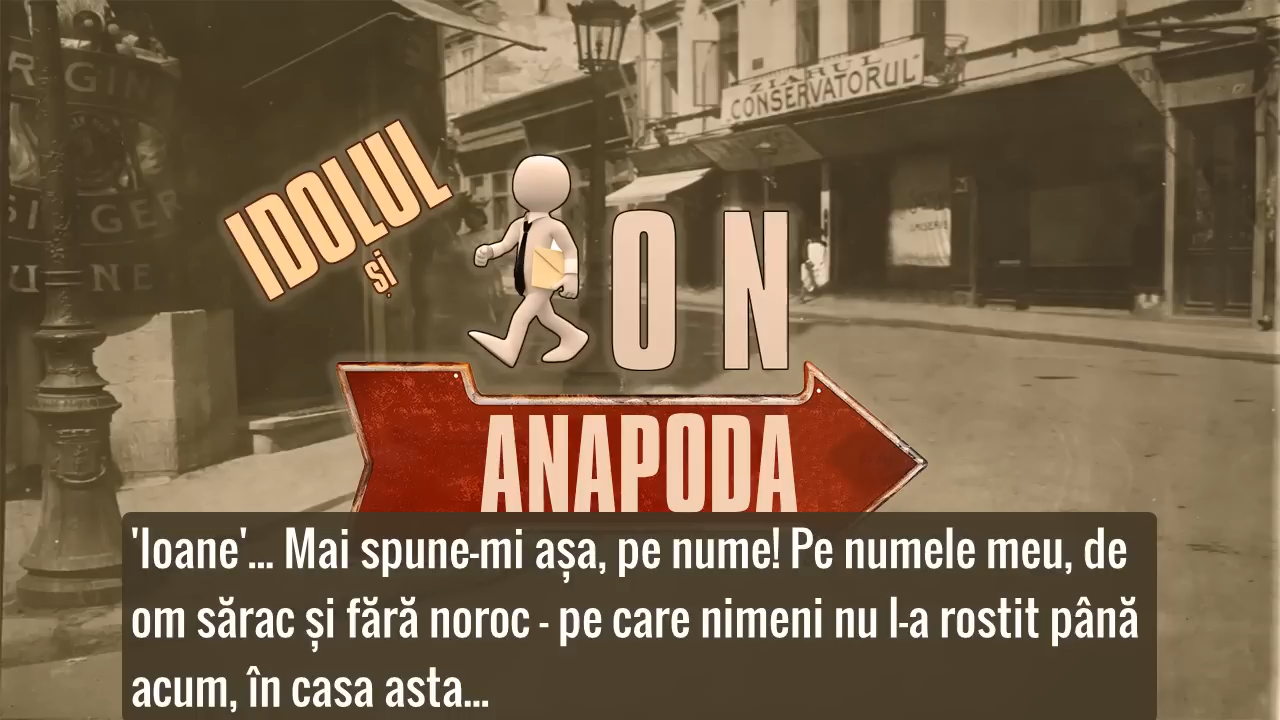 ZIARUL
"CONSERVATORUL"
SINGER
IDOLUL
și
ION
ANAPODA
'Ioane'... Mai spune-mi așa, pe nume! Pe numele meu, de
om sărac și fără noroc - pe care nimeni nu l-a rostit până
acum, în casa asta...